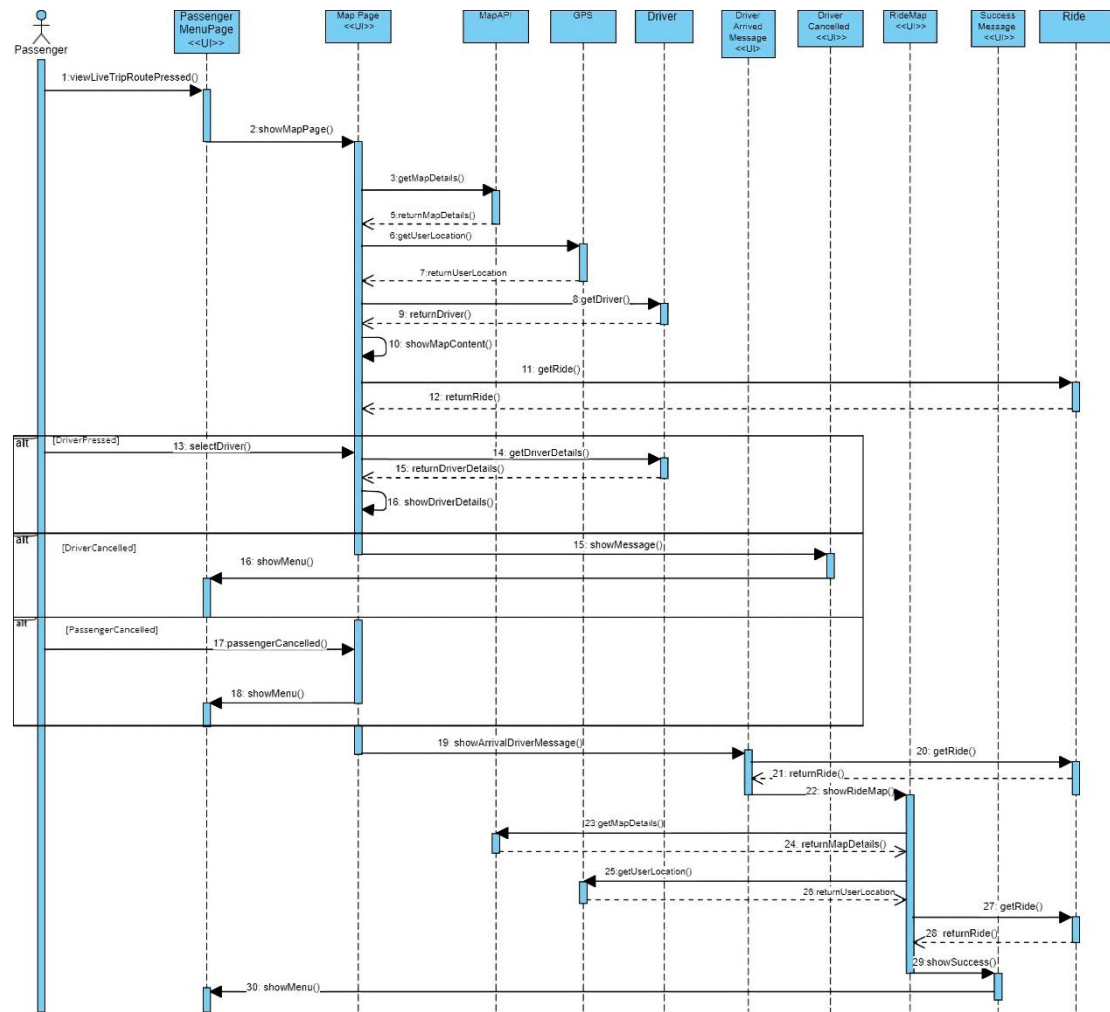 Passenger
Passenger
MenuPage
<<UI>>
Map Page
<<UI>>
MapAPI
GPS
Driver
Driver
Arrived
Message
<<UI>
Driver
Cancelled
<<UI>>
RideMap
<<UI>>
Success
Message
<<UI>>
Ride
1:viewLiveTripRoutePressed()
2:showMapPage()
3:getMapDetails()
5:returnMapDetails()
6:getUserLocation()
7:returnUserLocation
8:getDriver()
9: returnDriver()
10: showMapContent()
11: getRide()
12: returnRide()
alt
[DriverPressed]
13: selectDriver()
14: getDriverDetails()
15: returnDriverDetails()
16: showDriverDetails()
alt
[DriverCancelled]
15: showMessage()
16: showMenu()
alt
[PassengerCancelled]
17:passengerCancelled()
18: showMenu()
19: showArrivalDriverMessage()
20: getRide()
21: returnRide()
22: showRideMap()
23:getMapDetails()
24: returnMapDetails()
25:getUserLocation()
26:returnUserLocation
27: getRide()
28: returnRide()
29:showSuccess()
30: showMenu()